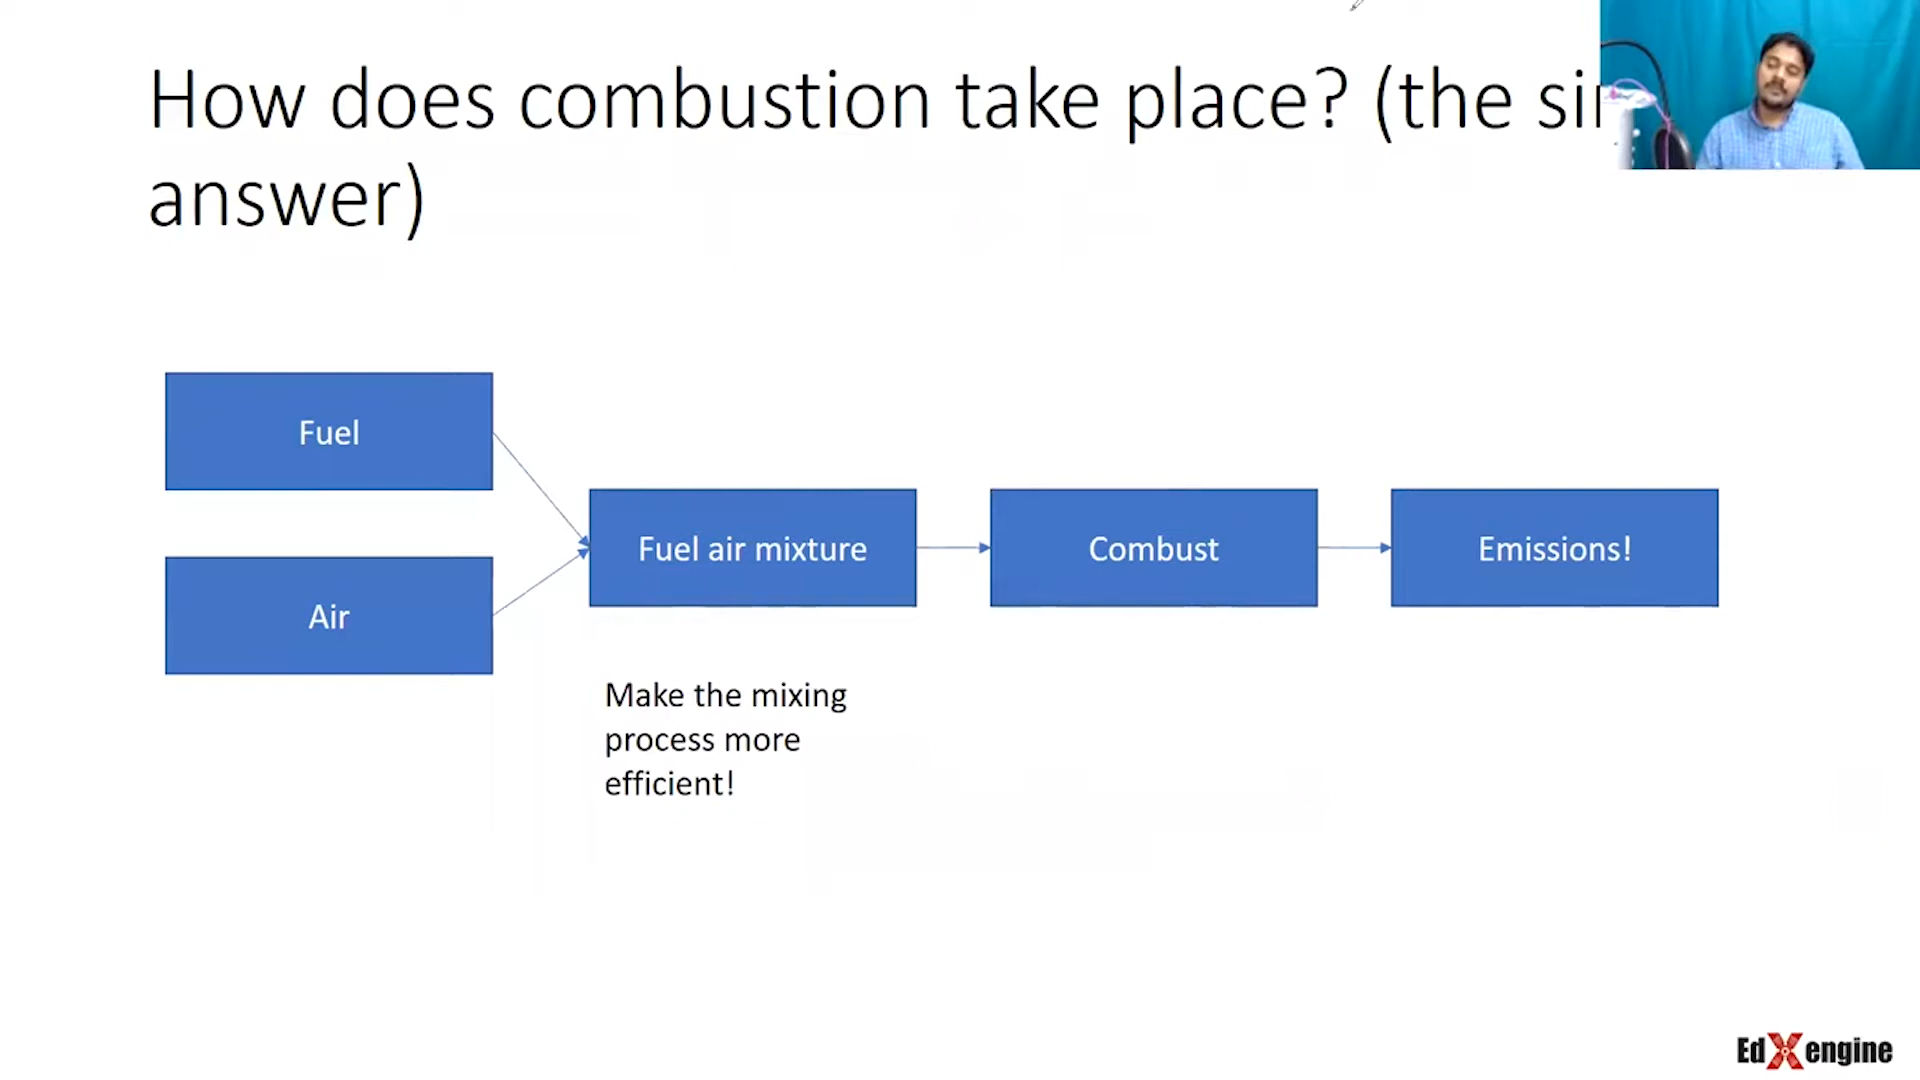 How does combustion take place? (the
answer)
Fuel
Air
Fuel air mixture
Combust
Emissions!
Make the mixing
process more
efficient!
EdXengine